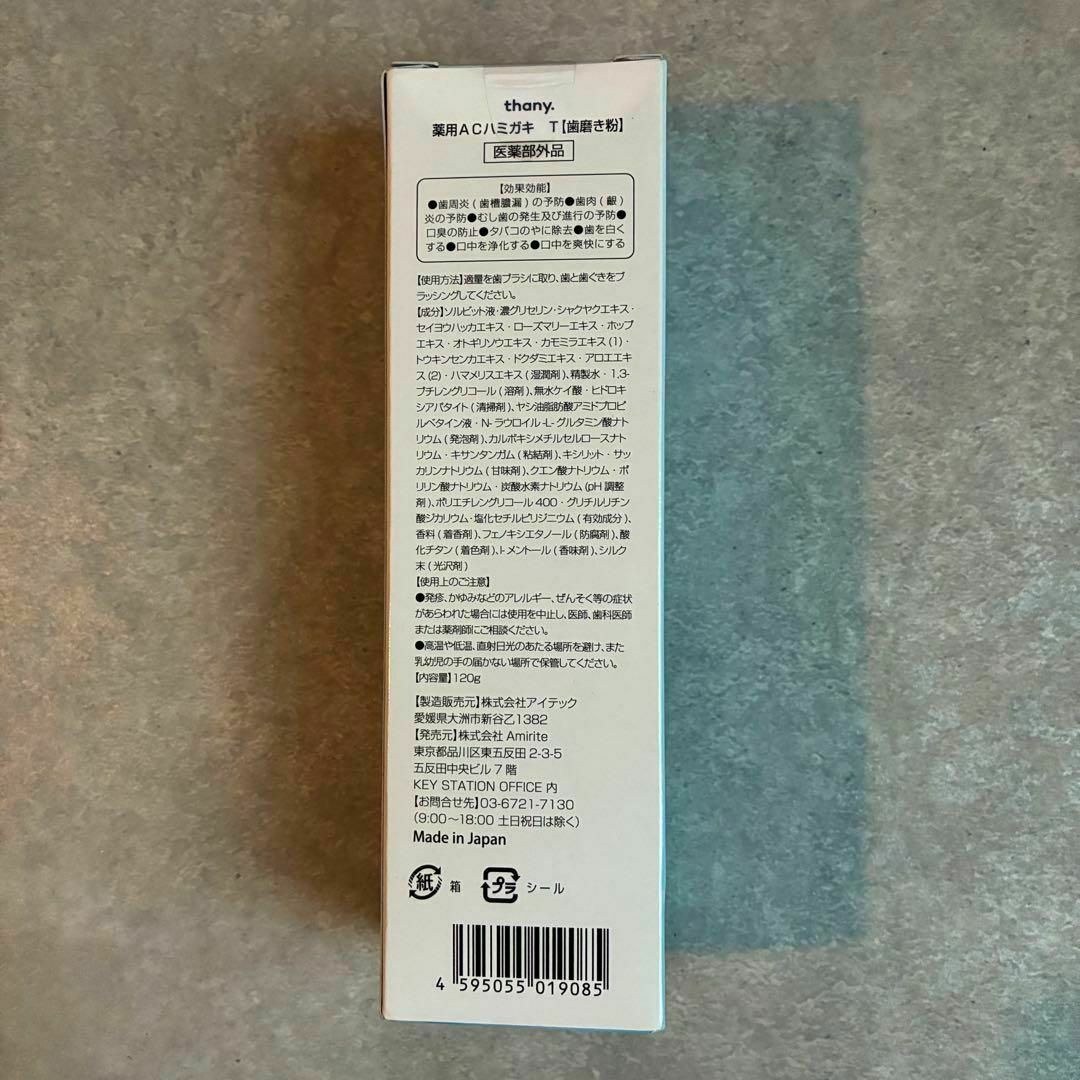 thany.
薬用ACハミガキ　T【歯磨き粉】
医薬部外品
【効果効能】
●歯周炎(歯槽膿漏)の予防●歯肉(齦)
炎の予防●むし歯の発生及び進行の予防●
口臭の防止●タバコのやに除去●歯を白く
する●口中を浄化する●口中を爽快にする
【使用方法】適量を歯ブラシに取り、歯と歯ぐきをブ
ラッシングしてください。
【成分】ソルビット液・濃グリセリン・シャクヤクエキス・
セイヨウハッカエキス・ローズマリーエキス・ホップ
エキス・オトギリソウエキス・カモミラエキス(1)・
トウキンセンカエキス・ドクダミエキス・アロエエキ
ス(2)・ハマメリスエキス(湿潤剤)、精製水・1,3-
ブチレングリコール(溶剤)、無水ケイ酸・ヒドロキ
シアパタイト(清掃剤)、ヤシ油脂肪酸アミドプロピ
ルベタイン液・N-ラウロイル-L-グルタミン酸ナト
リウム(発泡剤)、カルボキシメチルセルロースナト
リウム・キサンタンガム(粘結剤)、キシリット・サッ
カリンナトリウム(甘味剤)、クエン酸ナトリウム・ポ
リリン酸ナトリウム・炭酸水素ナトリウム(pH調整
剤)、ポリエチレングリコール400・グリチルリチン
酸ジカリウム・塩化セチルピリジニウム(有効成分)、
香料(着香剤)、フェノキシエタノール(防腐剤)、酸
化チタン(着色剤)、l-メントール(香味剤)、シルク
末(光沢剤)
【使用上のご注意】
●発疹、かゆみなどのアレルギー、ぜんそく等の症状
があらわれた場合には使用を中止し、医師、歯科医師
または薬剤師にご相談ください。
●高温や低温、直射日光のあたる場所を避け、また
乳幼児の手の届かない場所で保管してください。
【内容量】120g
【製造販売元】株式会社アイテック
愛媛県大洲市新谷乙1382
【発売元】株式会社 Amirite
東京都品川区東五反田 2-3-5
五反田中央ビル 7 階
KEY STATION OFFICE 内
【お問合せ先】03-6721-7130
(9:00～18:00 土日祝日は除く)
Made in Japan
紙 箱 プラ シール
4 595055 019085